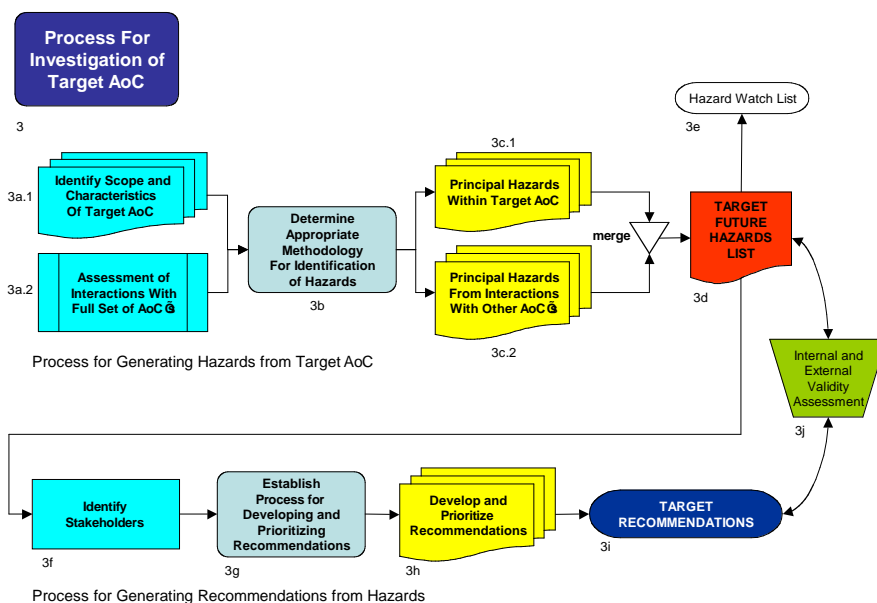 Process For
Investigation of
Target AoC
3
Hazard Watch List
3e
3a.1
Identify Scope and
Characteristics
Of Target AoC
3a.2
Assessment of
Interactions With
Full Set of AoC
Determine
Appropriate
Methodology
For Identification
of Hazards
3b
3c.1
Principal Hazards
Within Target AoC
Principal Hazards
From Interactions
With Other AoC
3c.2
merge
TARGET
FUTURE
HAZARDS
LIST
3d
Process for Generating Hazards from Target AoC
Internal and
External
Validity
Assessment
3j
Identify
Stakeholders
3f
Establish
Process for
Developing and
Prioritizing
Recommendations
3g
Develop and
Prioritize
Recommendations
3h
TARGET
RECOMMENDATIONS
3i
Process for Generating Recommendations from Hazards